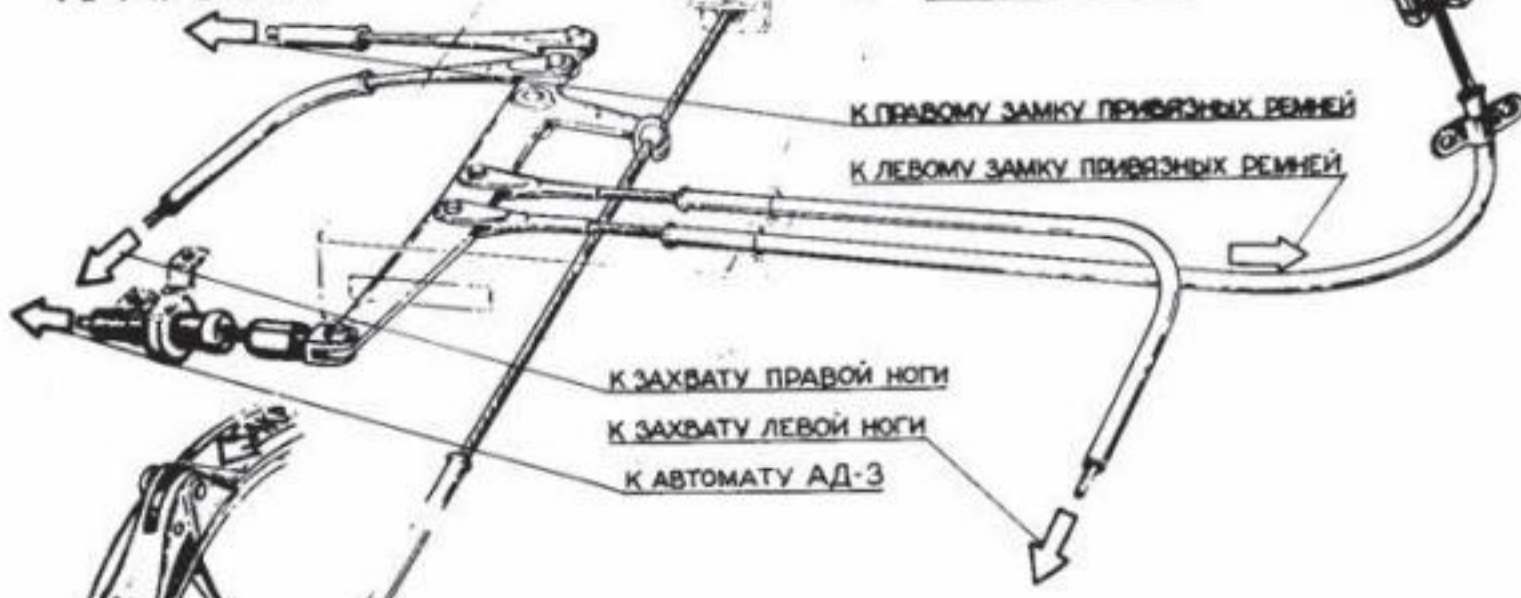 К ПРАВОМУ ЗАМКУ ПРИВЯЗНЫХ РЕМНЕЙ
К ЛЕВОМУ ЗАМКУ ПРИВЯЗНЫХ РЕМНЕЙ
К ЗАХВАТУ ПРАВОЙ НОГИ
К ЗАХВАТУ ЛЕВОЙ НОГИ
К АВТОМАТУ АД-3